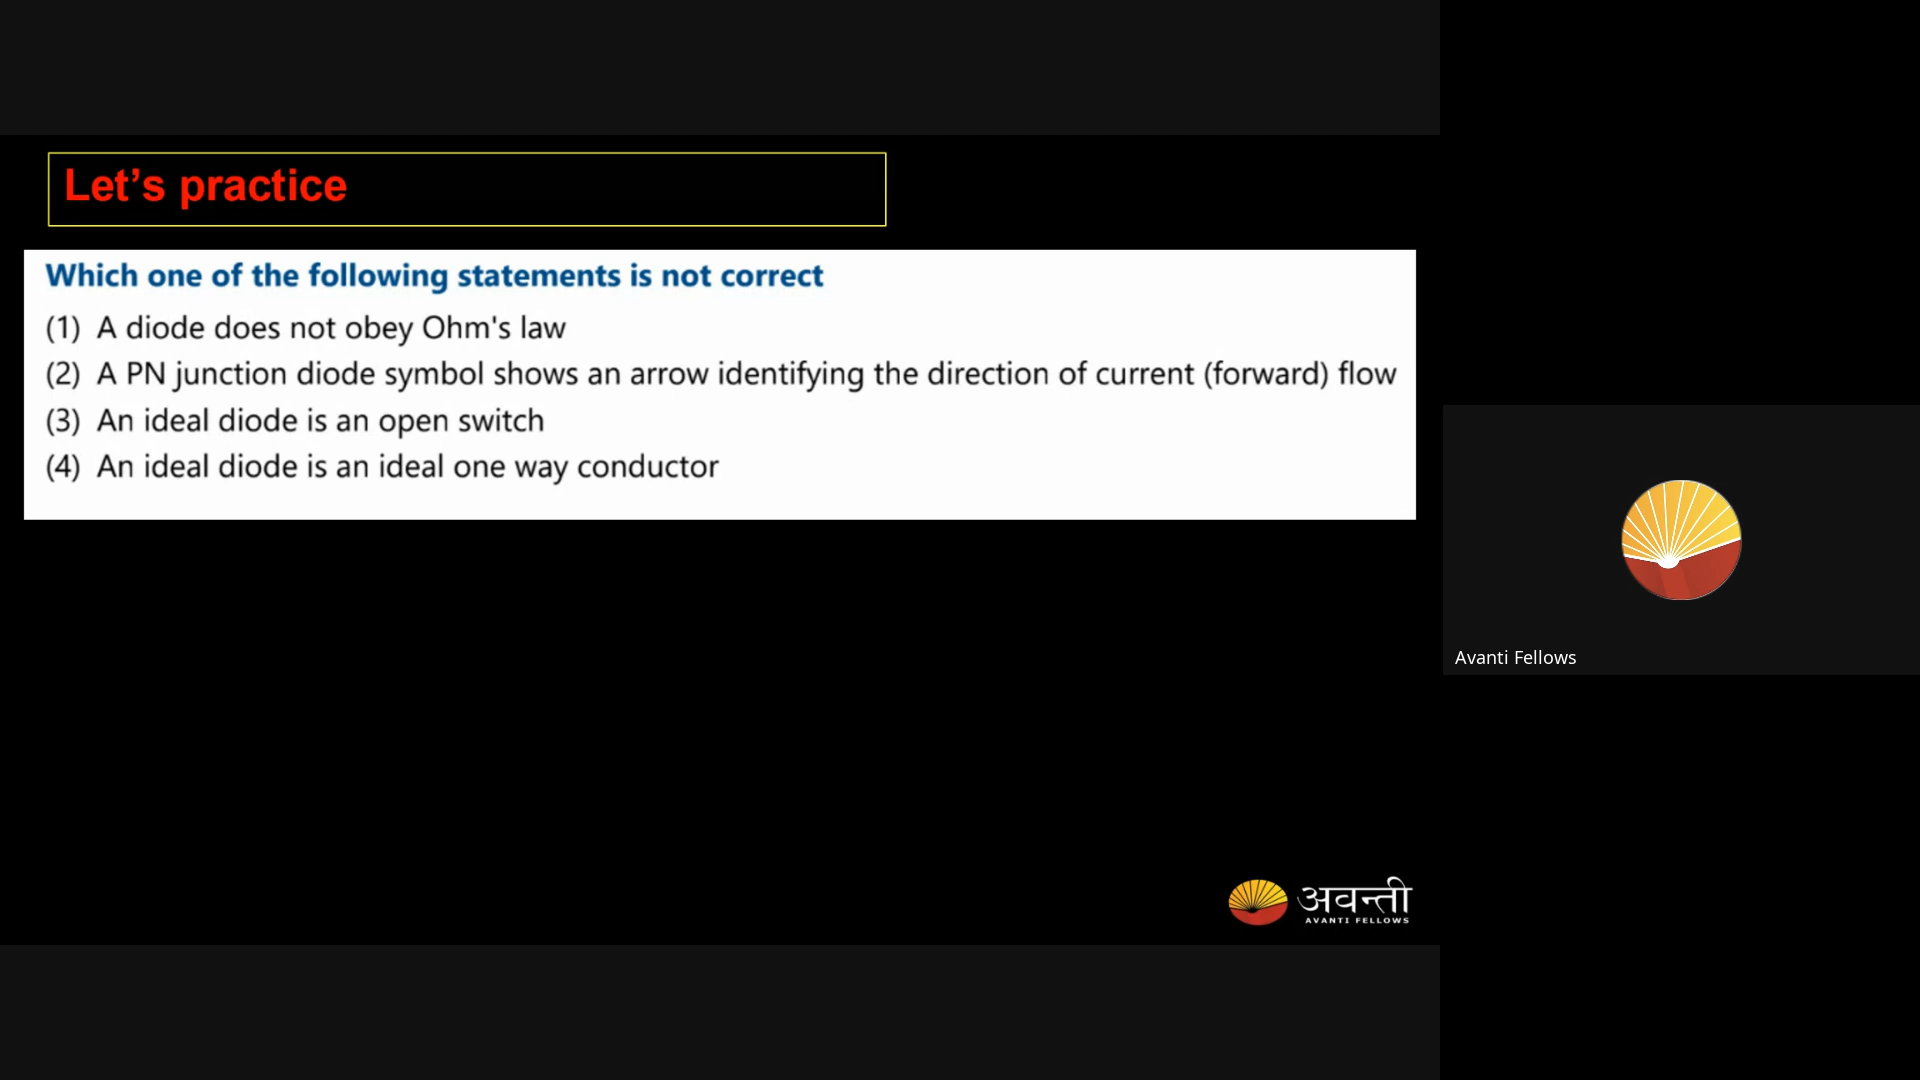 Let’s practice
Which one of the following statements is not correct
(1) A diode does not obey Ohm's law
(2) A PN junction diode symbol shows an arrow identifying the direction of current (forward) flow
(3) An ideal diode is an open switch
(4) An ideal diode is an ideal one way conductor
Avanti Fellows
अवन्ती
AVANTI FELLOWS